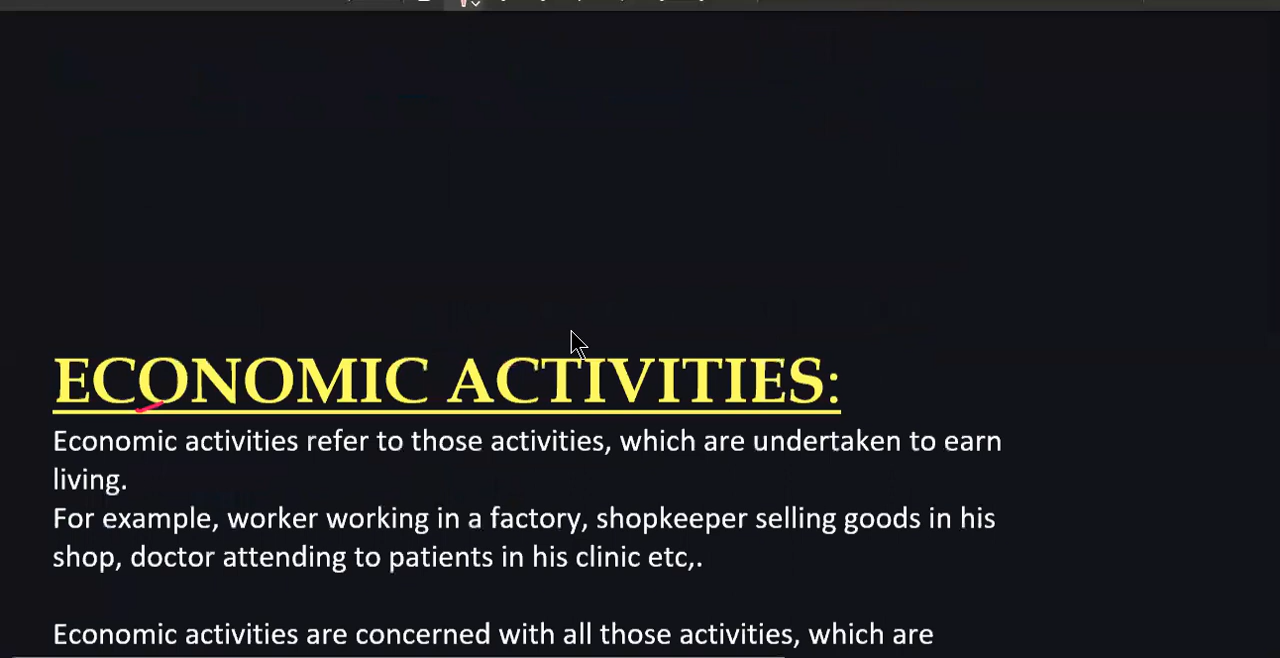 ECONOMIC ACTIVITIES:
Economic activities refer to those activities, which are undertaken to earn
living.
For example, worker working in a factory, shopkeeper selling goods in his
shop, doctor attending to patients in his clinic etc,.
Economic activities are concerned with all those activities, which are